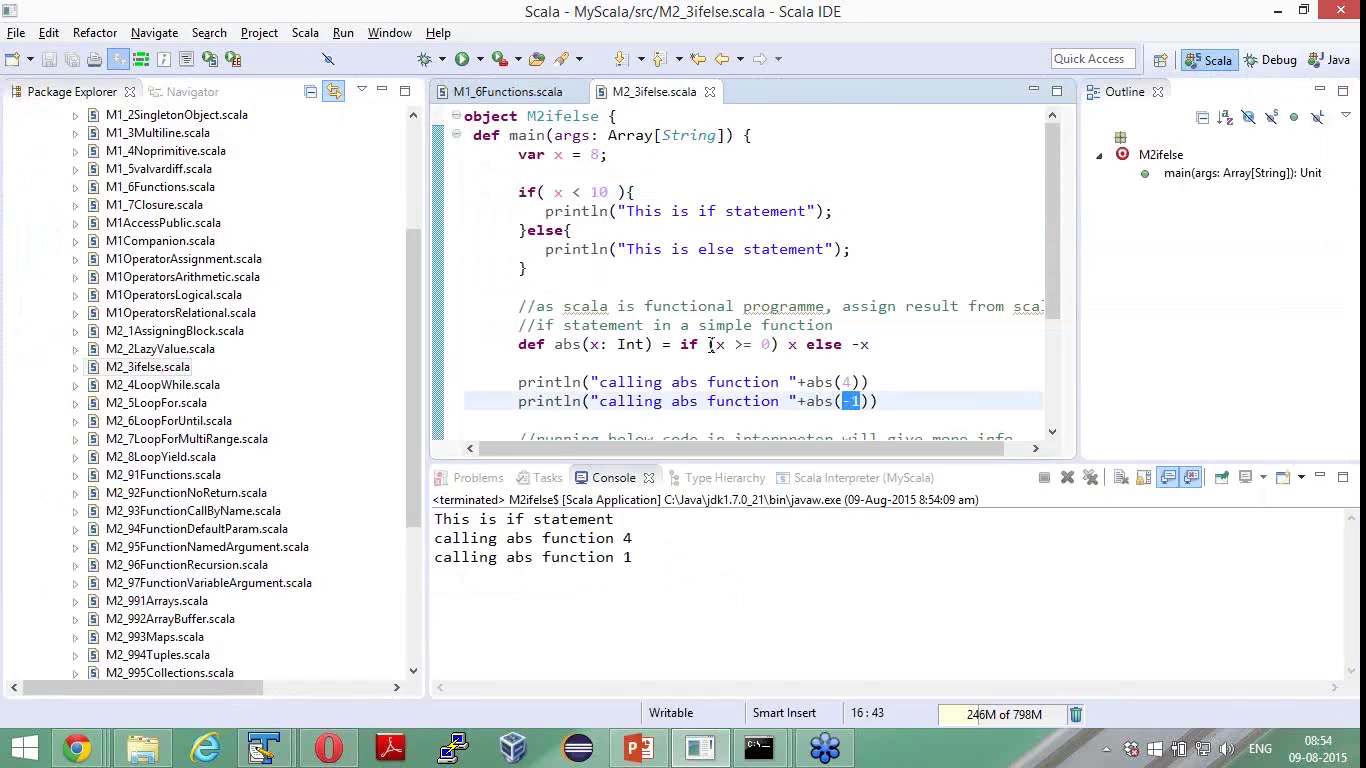 Scala - MyScala/src/M2_3ifelse.scala - Scala IDE
File Edit Refactor Navigate Search Project Scala Run Window Help
Quick Access Scala Debug Java
Package Explorer Navigator
M1_2SingletonObject.scala
M1_3Multiline.scala
M1_4Noprimitive.scala
M1_5valvardiff.scala
M1_6Functions.scala
M1_7Closure.scala
M1AccessPublic.scala
M1Companion.scala
M1OperatorAssignment.scala
M1OperatorsArithmetic.scala
M1OperatorsLogical.scala
M1OperatorsRelational.scala
M2_1AssigningBlock.scala
M2_2LazyValue.scala
M2_3ifelse.scala
M2_4LoopWhile.scala
M2_5LoopFor.scala
M2_6LoopForUntil.scala
M2_7LoopForMultiRange.scala
M2_8LoopYield.scala
M2_91Functions.scala
M2_92FunctionNoReturn.scala
M2_93FunctionCallByName.scala
M2_94FunctionDefaultParam.scala
M2_95FunctionNamedArgument.scala
M2_96FunctionRecursion.scala
M2_97FunctionVariableArgument.scala
M2_991Arrays.scala
M2_992ArrayBuffer.scala
M2_993Maps.scala
M2_994Tuples.scala
M2_995Collections.scala
M1_6Functions.scala M2_3ifelse.scala
object M2ifelse {
def main(args: Array[String]) {
var x = 8;
if( x < 10 ){
println("This is if statement");
}else{
println("This is else statement");
}
//as scala is functional programme, assign result from scal
//if statement in a simple function
def abs(x: Int) = if (x >= 0) x else -x
println("calling abs function "+abs(4))
println("calling abs function "+abs(-1))
//running below code in interpreter will give more info
Outline
M2ifelse
main(args: Array[String]): Unit
Problems Tasks Console Type Hierarchy Scala Interpreter (MyScala)
<terminated> M2ifelse$ [Scala Application] C:\Java\jdk1.7.0_21\bin\javaw.exe (09-Aug-2015 8:54:09 am)
This is if statement
calling abs function 4
calling abs function 1
Writable Smart Insert 16 : 43 246M of 798M
ENG 08:54
09-08-2015